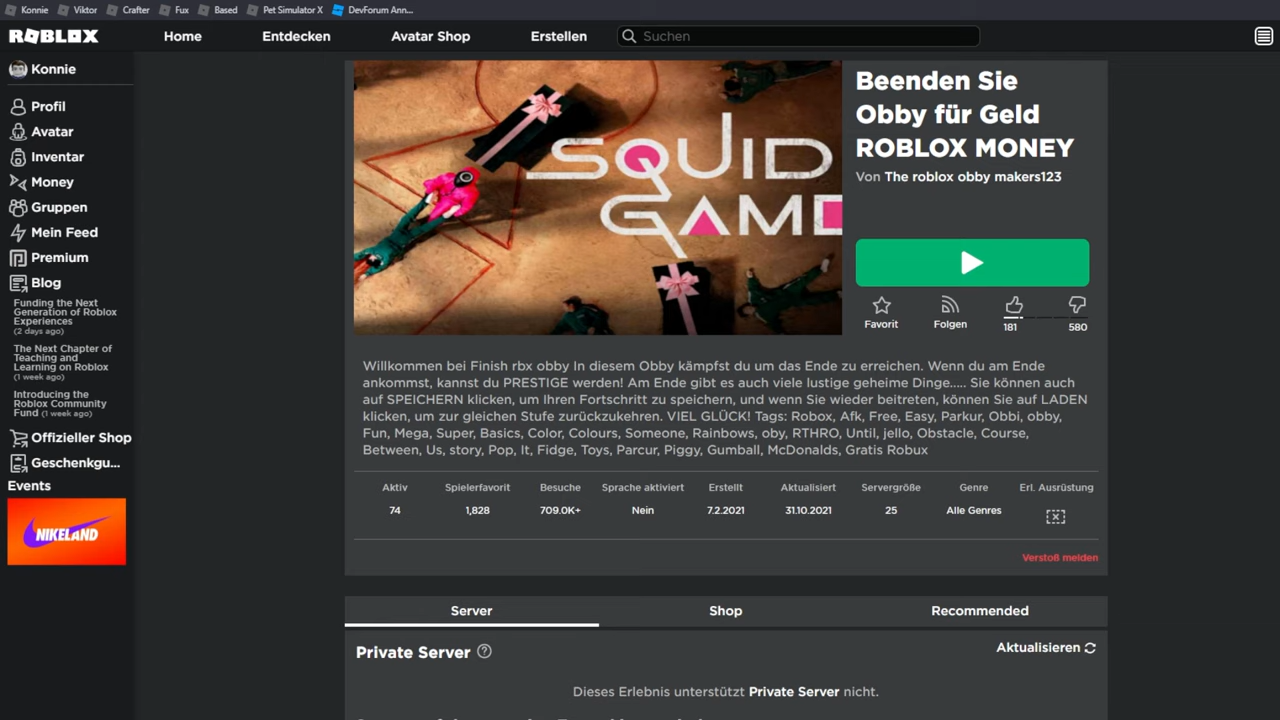 Konnie Viktor Crafter Fux Based Pet Simulator X DevForum Ann...
ROBLOX Home Entdecken Avatar Shop Erstellen Suchen
Konnie
Profil
Avatar
Inventar
Money
Gruppen
Mein Feed
Premium
Blog
Funding the Next
Generation of Roblox
Experiences
(2 days ago)
The Next Chapter of
Teaching and
Learning on Roblox
(1 week ago)
Introducing the
Roblox Community
Fund (1 week ago)
Offizieller Shop
Geschenkgu...
Events
NIKELAND
SQUID
GAME
Beenden Sie
Obby für Geld
ROBLOX MONEY
Von The roblox obby makers123
Favorit Folgen 181 580
Willkommen bei Finish rbx obby In diesem Obby kämpfst du um das Ende zu erreichen. Wenn du am Ende
ankommst, kannst du PRESTIGE werden! Am Ende gibt es auch viele lustige geheime Dinge..... Sie können auch
auf SPEICHERN klicken, um Ihren Fortschritt zu speichern, und wenn Sie wieder beitreten, können Sie auf LADEN
klicken, um zur gleichen Stufe zurückzukehren. VIEL GLÜCK! Tags: Robox, Afk, Free, Easy, Parkur, Obbi, obby,
Fun, Mega, Super, Basics, Color, Colours, Someone, Rainbows, oby, RTHRO, Until, jello, Obstacle, Course,
Between, Us, story, Pop, It, Fidge, Toys, Parcur, Piggy, Gumball, McDonalds, Gratis Robux
Aktiv Spielerfavorit Besuche Sprache aktiviert Erstellt Aktualisiert Servergröße Genre Erl. Ausrüstung
74 1,828 709.0K+ Nein 7.2.2021 31.10.2021 25 Alle Genres
Verstoß melden
Server Shop Recommended
Private Server Aktualisieren
Dieses Erlebnis unterstützt Private Server nicht.